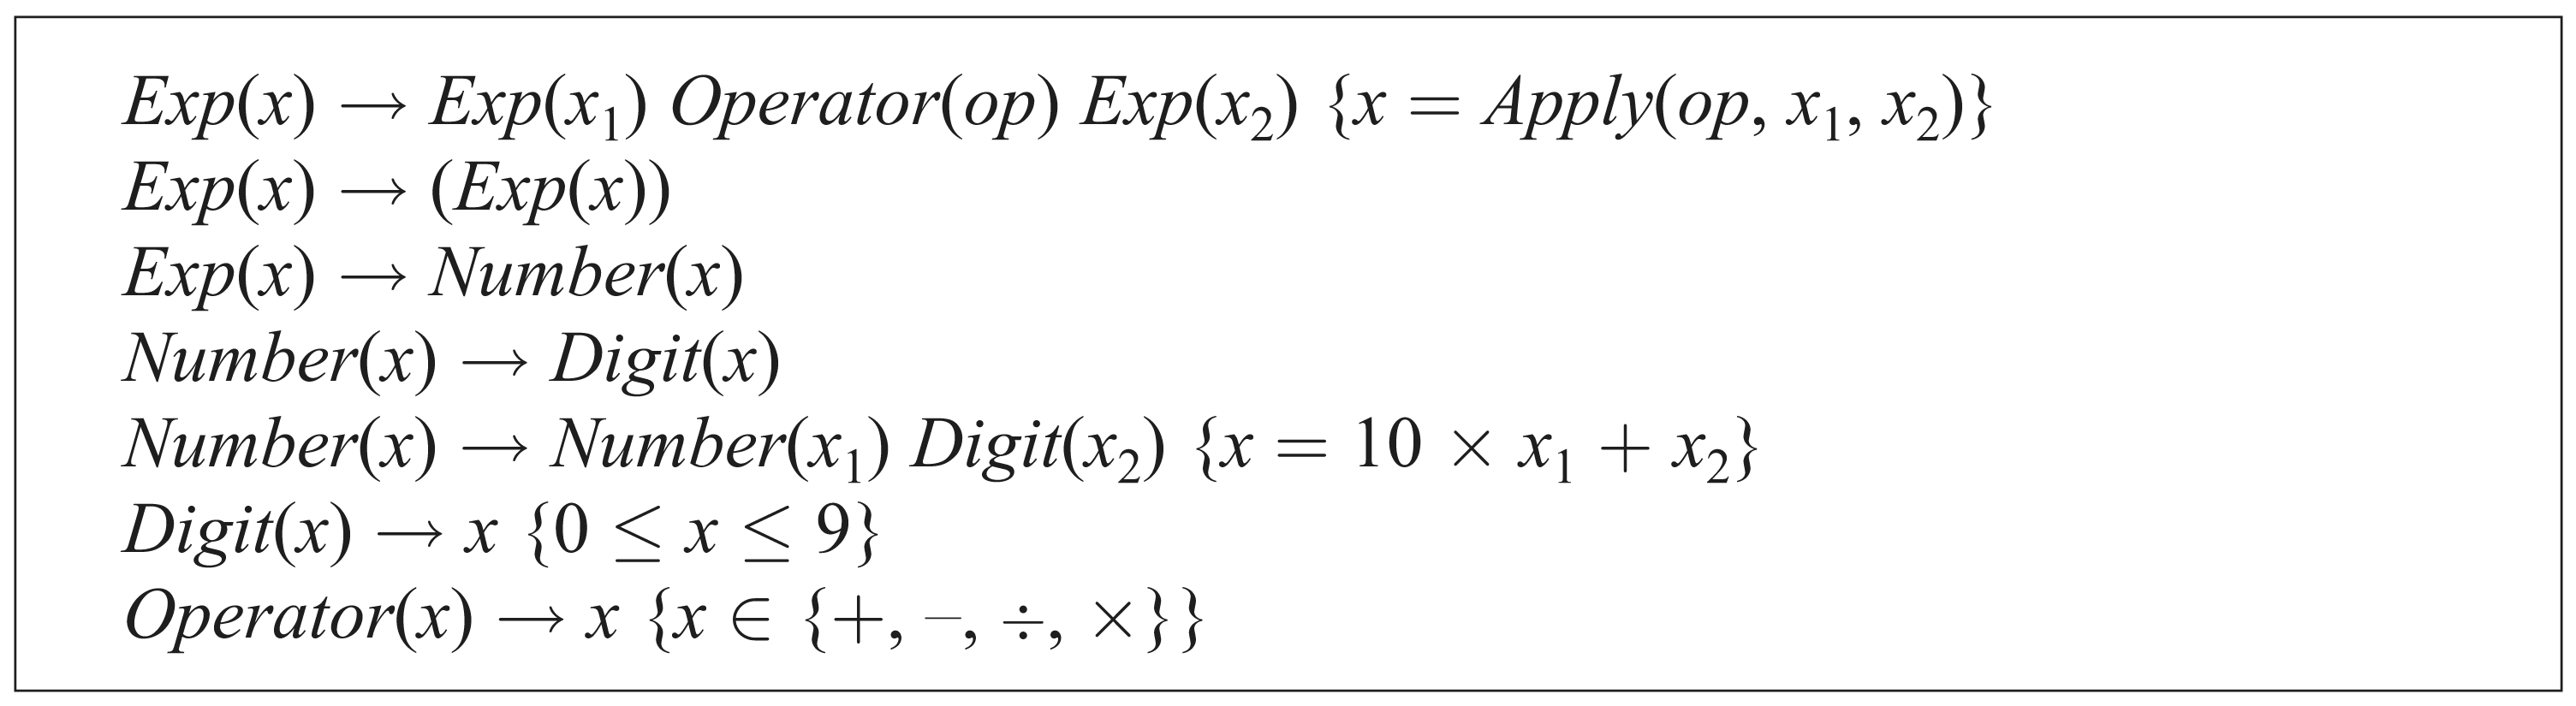 Exp(x) → Exp(x₁) Operator(op) Exp(x₂) {x = Apply(op, x₁, x₂)}
Exp(x) → (Exp(x))
Exp(x) → Number(x)
Number(x) → Digit(x)
Number(x) → Number(x₁) Digit(x₂) {x = 10 × x₁ + x₂}
Digit(x) → x {0 ≤ x ≤ 9}
Operator(x) → x {x ∈ {+, −, ÷, ×}}